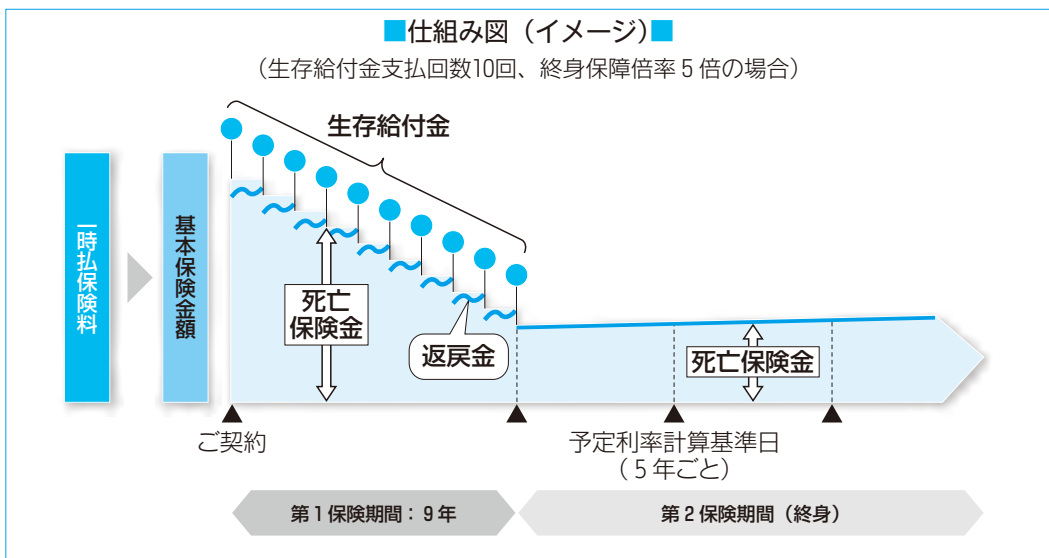 ■仕組み図（イメージ）■
（生存給付金支払回数10回、終身保障倍率５倍の場合）
生存給付金
一時払保険料
基本保険金額
死亡
保険金
返戻金
死亡保険金
ご契約
予定利率計算基準日
（５年ごと）
第１保険期間：９年
第２保険期間（終身）